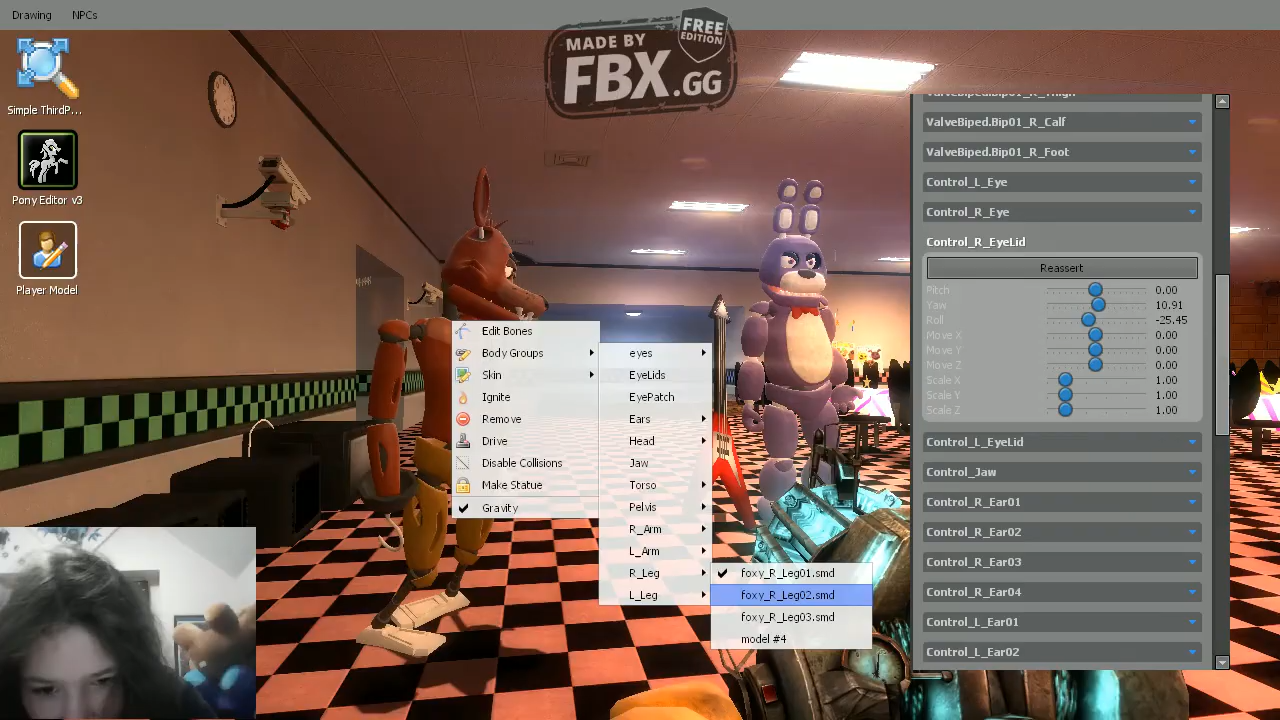 Drawing
NPCs
MADE BY
FBX.GG
FREE
EDITION
Simple ThirdP...
Pony Editor v3
Player Model
Edit Bones
Body Groups
Skin
Ignite
Remove
Drive
Disable Collisions
Make Statue
Gravity
eyes
EyeLids
EyePatch
Ears
Head
Jaw
Torso
Pelvis
R_Arm
L_Arm
R_Leg
L_Leg
foxy_R_Leg01.smd
foxy_R_Leg02.smd
foxy_R_Leg03.smd
model #4
ValveBiped.Bip01_R_Thigh
ValveBiped.Bip01_R_Calf
ValveBiped.Bip01_R_Foot
Control_L_Eye
Control_R_Eye
Control_R_EyeLid
Reassert
Pitch 0.00
Yaw 10.91
Roll -25.45
Move X 0.00
Move Y 0.00
Move Z 0.00
Scale X 1.00
Scale Y 1.00
Scale Z 1.00
Control_L_EyeLid
Control_Jaw
Control_R_Ear01
Control_R_Ear02
Control_R_Ear03
Control_R_Ear04
Control_L_Ear01
Control_L_Ear02